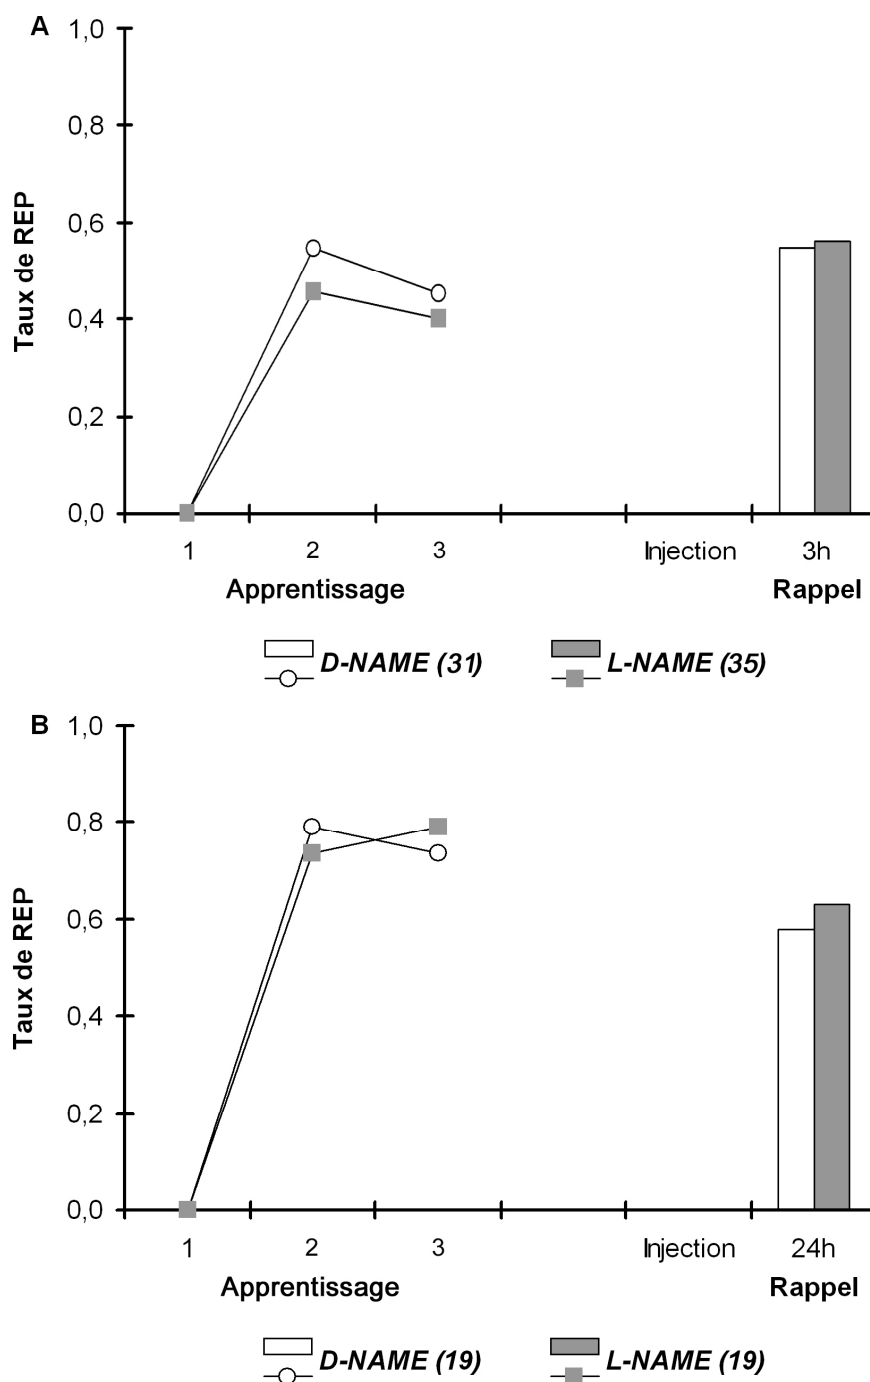 A
1,0
0,8
0,6
0,4
0,2
0,0
Taux de REP
1 2 3 Injection 3h
Apprentissage Rappel
D-NAME (31) L-NAME (35)
B
1,0
0,8
0,6
0,4
0,2
0,0
Taux de REP
1 2 3 Injection 24h
Apprentissage Rappel
D-NAME (19) L-NAME (19)